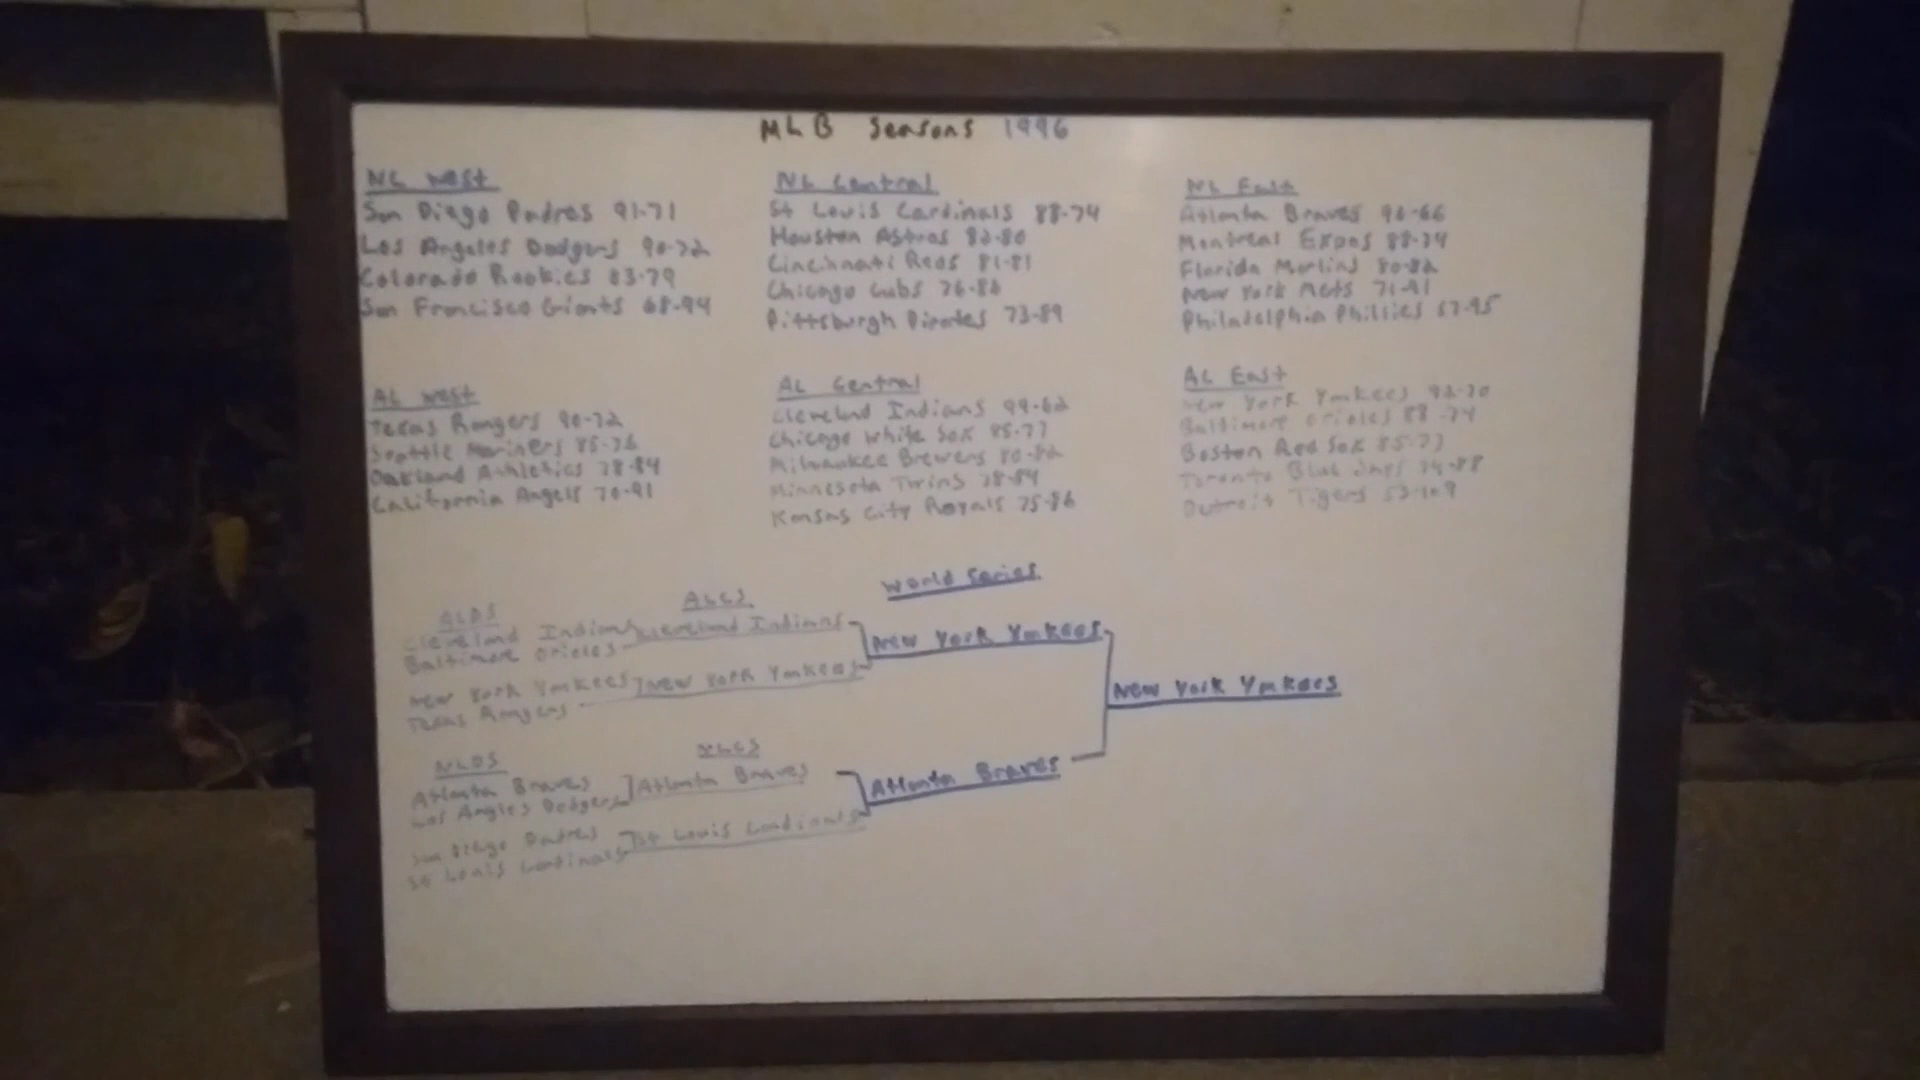 MLB Seasons 1996
NL West
San Diego Padres 91-71
Los Angeles Dodgers 90-72
Colorado Rockies 83-79
San Francisco Giants 68-94
NL Central
St Louis Cardinals 88-74
Houston Astros 82-80
Cincinnati Reds 81-81
Chicago Cubs 76-86
Pittsburgh Pirates 73-89
NL East
Atlanta Braves 96-66
Montreal Expos 88-74
Florida Marlins 80-82
New York Mets 71-91
Philadelphia Phillies 67-95
AL West
Texas Rangers 90-72
Seattle Mariners 85-76
Oakland Athletics 78-84
California Angels 70-91
AL Central
Cleveland Indians 99-62
Chicago White Sox 85-77
Milwaukee Brewers 80-82
Minnesota Twins 78-84
Kansas City Royals 75-86
AL East
New York Yankees 92-70
Baltimore Orioles 88-74
Boston Red Sox 85-77
Toronto Blue Jays 74-88
Detroit Tigers 53-109
World Series
ALDS
ALCS
Cleveland Indians
Baltimore Orioles
Cleveland Indians
New York Yankees
Texas Rangers
New York Yankees
New York Yankees
New York Yankees
NLDS
NLCS
Atlanta Braves
Los Angles Dodgers
Atlanta Braves
San Diego Padres
St Louis Cardinals
St Louis Cardinals
Atlanta Braves